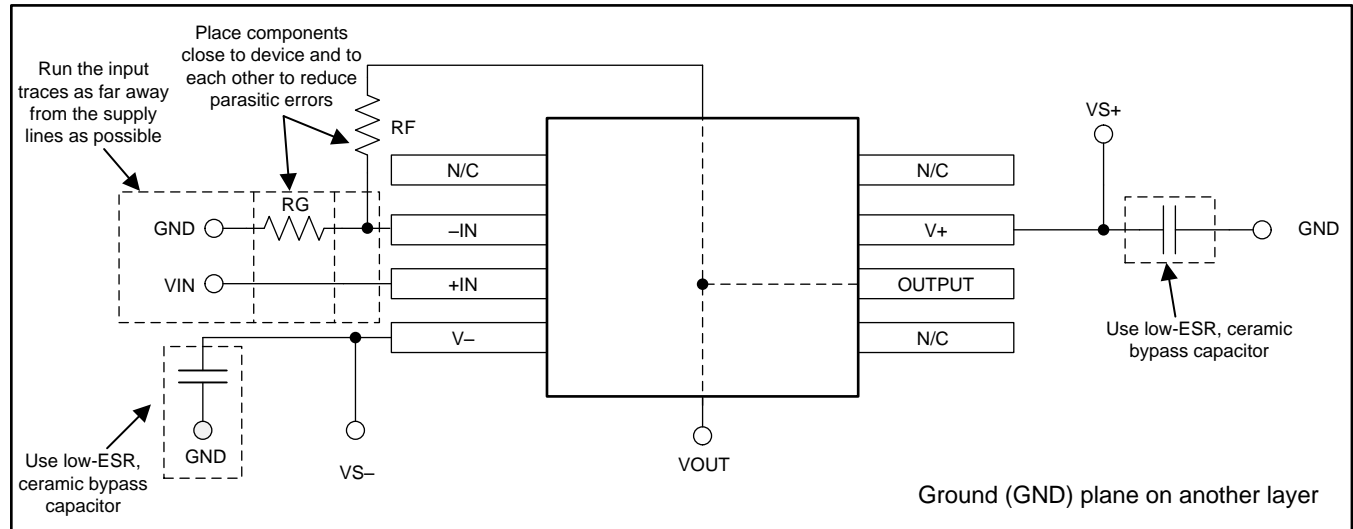 Place components
close to device and to
each other to reduce
parasitic errors
Run the input
traces as far away
from the supply
lines as possible
RF
VS+
N/C
N/C
RG
GND
–IN
V+
GND
VIN
+IN
OUTPUT
V–
N/C
Use low-ESR, ceramic
bypass capacitor
GND
VS–
VOUT
Use low-ESR,
ceramic bypass
capacitor
Ground (GND) plane on another layer